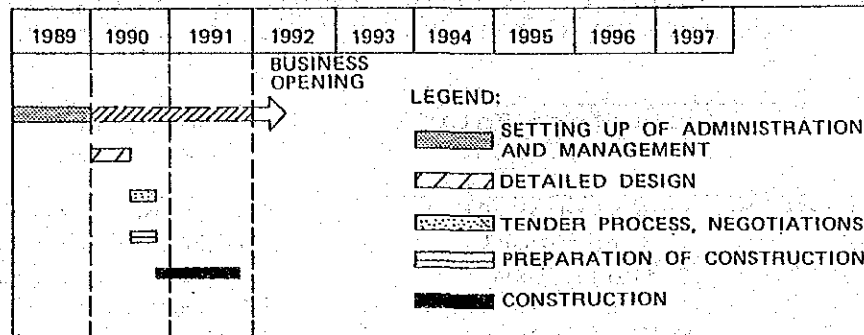 1989 1990 1991 1992 1993 1994 1995 1996 1997
BUSINESS
OPENING
LEGEND:
SETTING UP OF ADMINISTRATION
AND MANAGEMENT
DETAILED DESIGN
TENDER PROCESS, NEGOTIATIONS
PREPARATION OF CONSTRUCTION
CONSTRUCTION